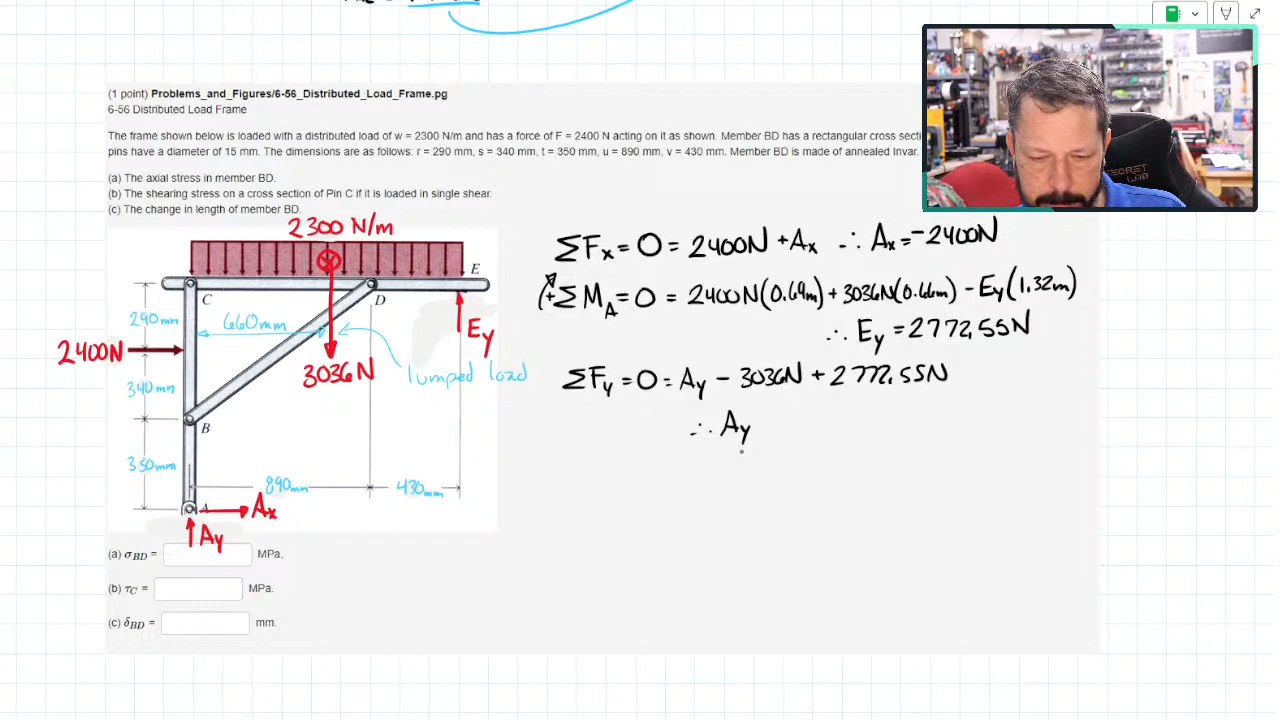 (1 point) Problems_and_Figures/6-56_Distributed_Load_Frame.pg
6-56 Distributed Load Frame
The frame shown below is loaded with a distributed load of w = 2300 N/m and has a force of F = 2400 N acting on it as shown. Member BD has a rectangular cross secti
pins have a diameter of 15 mm. The dimensions are as follows: r = 290 mm, s = 340 mm, t = 350 mm, u = 890 mm, v = 430 mm. Member BD is made of annealed Invar.
(a) The axial stress in member BD.
(b) The shearing stress on a cross section of Pin C if it is loaded in single shear.
(c) The change in length of member BD.
2300 N/m
E
C
D
290mm
660mm
Ey
2400N
3036N
lumped load
340mm
B
350mm
890mm
430mm
A
Ax
Ay
ΣFx = 0 = 2400N + Ax ∴ Ax = -2400N
(+ΣMA = 0 = 2400N(0.69m) + 3036N(0.66m) - Ey(1.32m)
∴ Ey = 2772.55N
ΣFy = 0 = Ay - 3036N + 2772.55N
∴ Ay
(a) σBD =
MPa.
(b) τC =
MPa.
(c) δBD =
mm.
SECRET
LAB